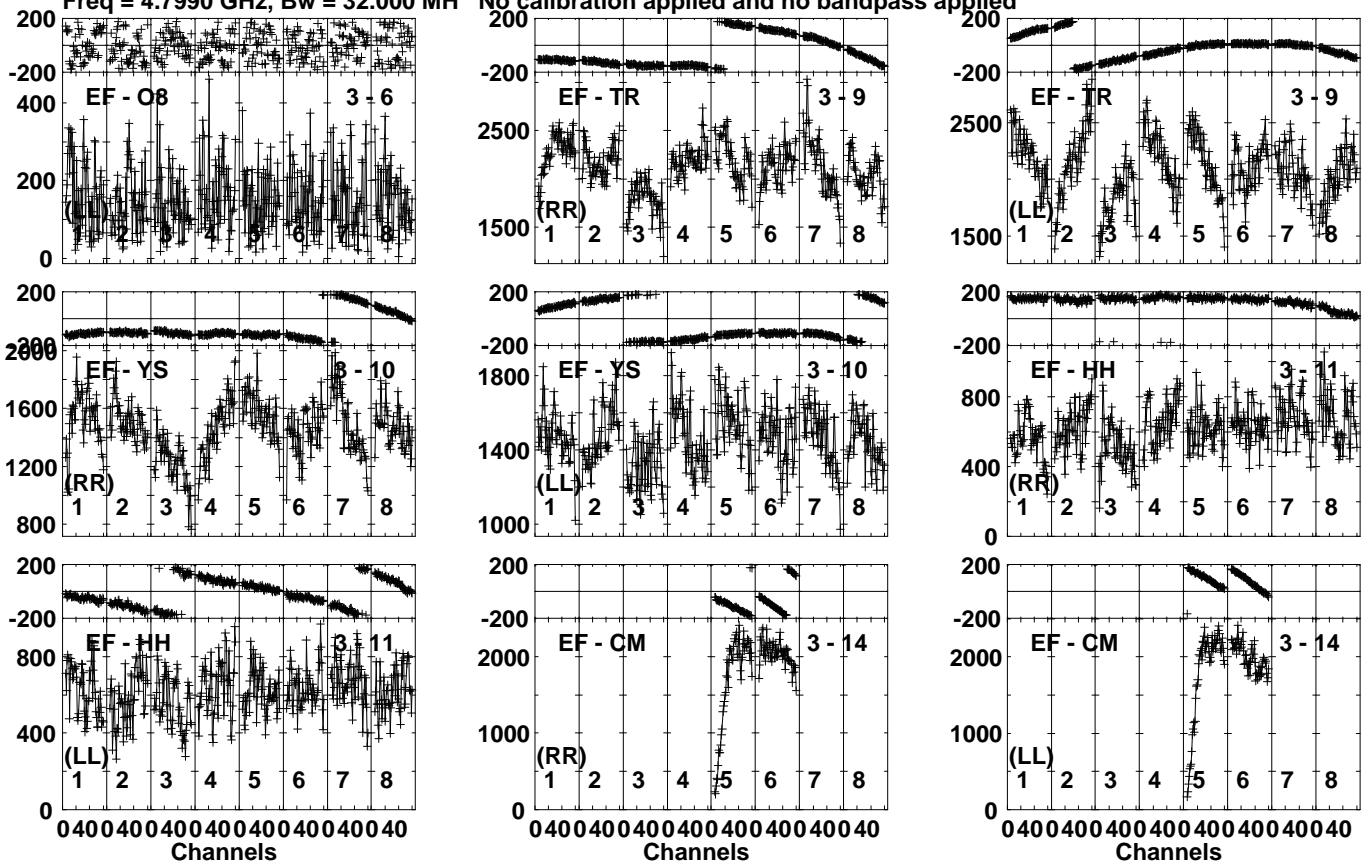 Freq = 4.7990 GHz, Bw = 32.000 MH No calibration applied and no bandpass applied
200
-200
EF - O8 3 - 6
400
200
0
(LL)
1 2 3 4 5 6 7 8
200
-200
EF - TR 3 - 9
2500
1500
(RR)
1 2 3 4 5 6 7 8
200
-200
EF - TR 3 - 9
2500
1500
(LL)
1 2 3 4 5 6 7 8
200
-200
2000
EF - YS 3 - 10
1600
1200
800
(RR)
1 2 3 4 5 6 7 8
200
-200
EF - YS 3 - 10
1800
1400
1000
(LL)
1 2 3 4 5 6 7 8
200
-200
EF - HH 3 - 11
800
400
0
(RR)
1 2 3 4 5 6 7 8
200
-200
EF - HH 3 - 11
800
400
0
(LL)
1 2 3 4 5 6 7 8
0 40 0 40 0 40 0 40 0 40 0 40 0 40 0 40
Channels
200
-200
EF - CM 3 - 14
2000
1000
0
(RR)
1 2 3 4 5 6 7 8
0 40 0 40 0 40 0 40 0 40 0 40 0 40 0 40
Channels
200
-200
EF - CM 3 - 14
2000
1000
0
(LL)
1 2 3 4 5 6 7 8
0 40 0 40 0 40 0 40 0 40 0 40 0 40 0 40
Channels